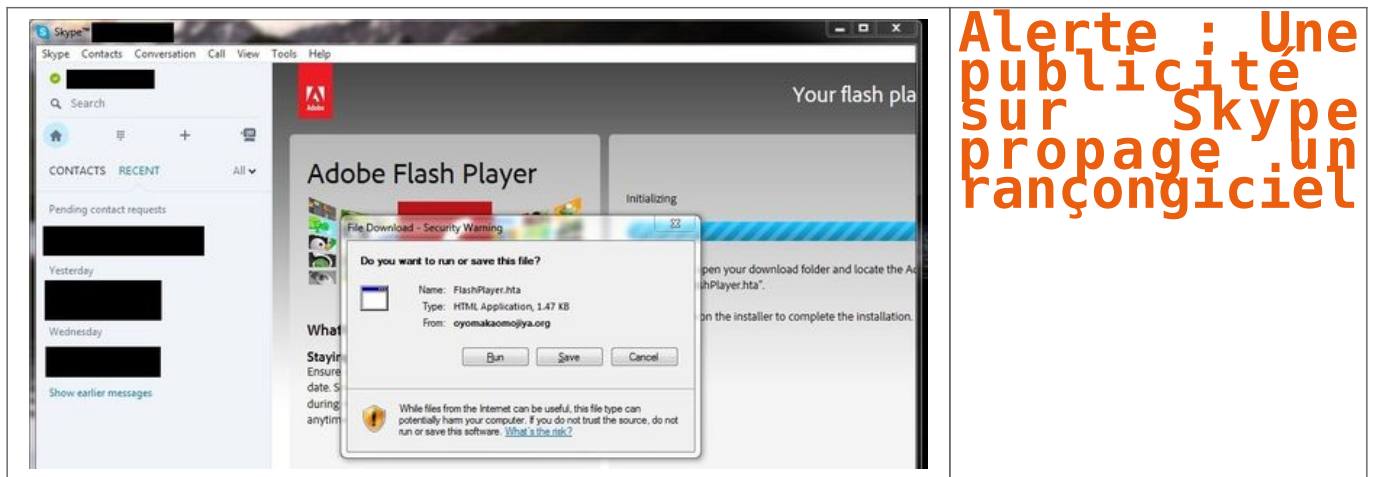 Skype™
Skype Contacts Conversation Call View Tools Help
Search
CONTACTS RECENT All
Pending contact requests
Yesterday
Wednesday
Show earlier messages
Adobe
Your flash pla
Adobe Flash Player
Initializing
File Download - Security Warning
Do you want to run or save this file?
Name: FlashPlayer.hta
Type: HTML Application, 1.47 KB
From: oyomakaomojiya.org
Run Save Cancel
While files from the Internet can be useful, this file type can
potentially harm your computer. If you do not trust the source, do not
run or save this software. What's the risk?
pen your download folder and locate the Ad
shPlayer.hta".
on the installer to complete the installation.
What
Stayin
Ensure
date. S
during
anytim
Alerte : Une
publicité
sur Skype
propage un
rançongiciel